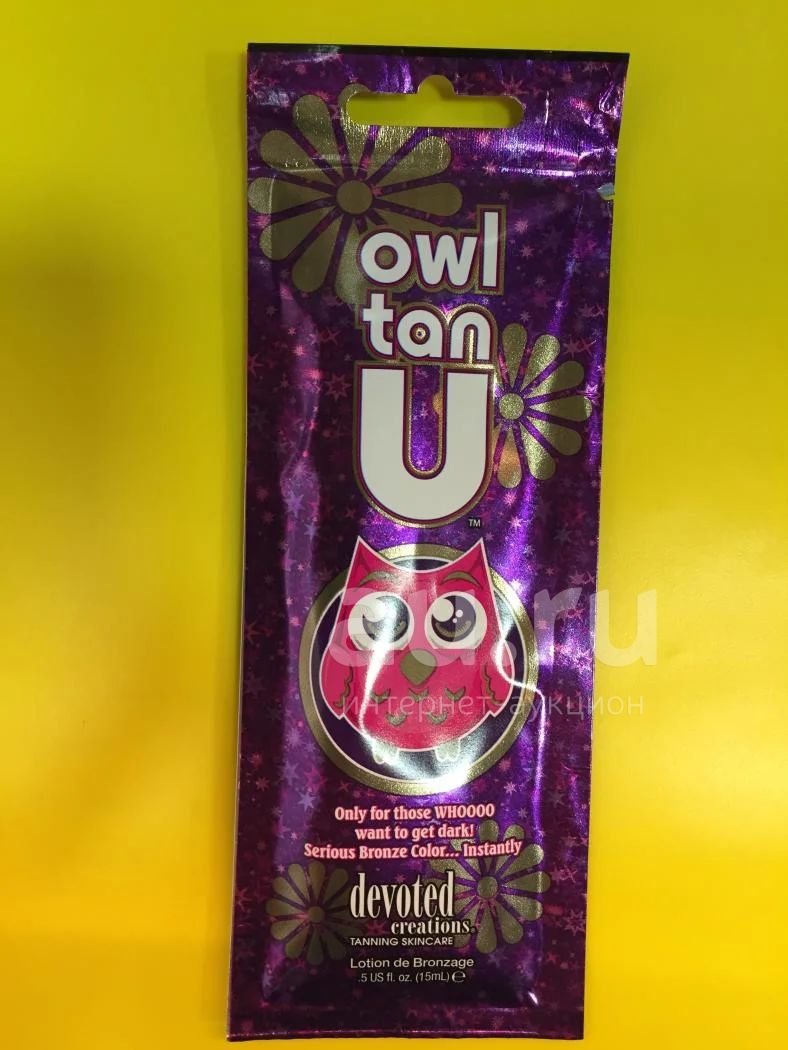 owl
tan
U
TM
au.ru
интернет-аукцион
Only for those WHOOOO
want to get dark!
Serious Bronze Color... Instantly
devoted
creations
TANNING SKINCARE
Lotion de Bronzage
.5 US fl. oz. (15mL) ℮